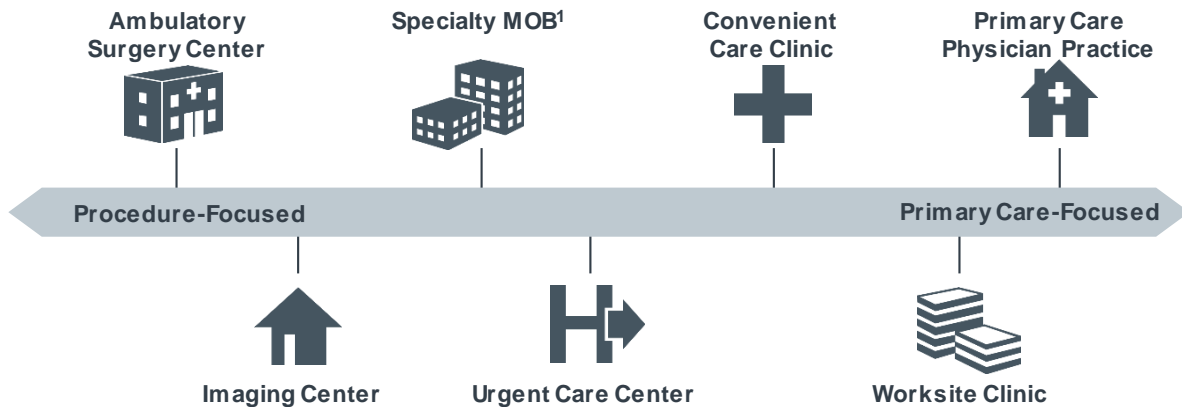 Ambulatory
Surgery Center
Specialty MOB¹
Convenient
Care Clinic
Primary Care
Physician Practice
Procedure-Focused
Primary Care-Focused
Imaging Center
Urgent Care Center
Worksite Clinic